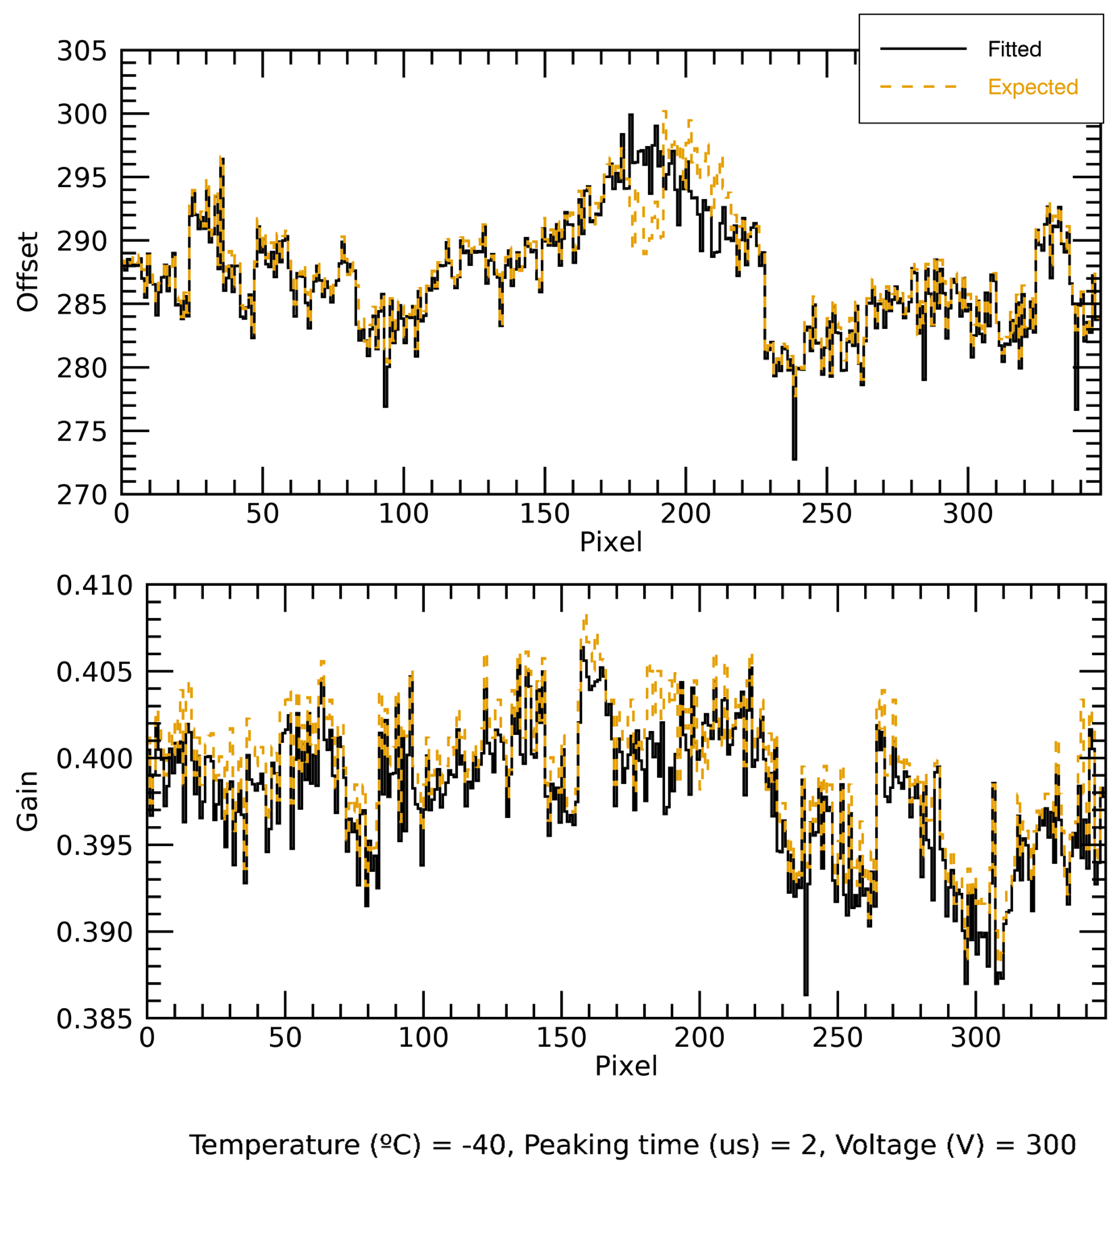 Fitted
Expected
305
300
295
290
285
280
275
270
Offset
0 50 100 150 200 250 300
Pixel
0.410
0.405
0.400
0.395
0.390
0.385
Gain
0 50 100 150 200 250 300
Pixel
Temperature (ºC) = -40, Peaking time (us) = 2, Voltage (V) = 300